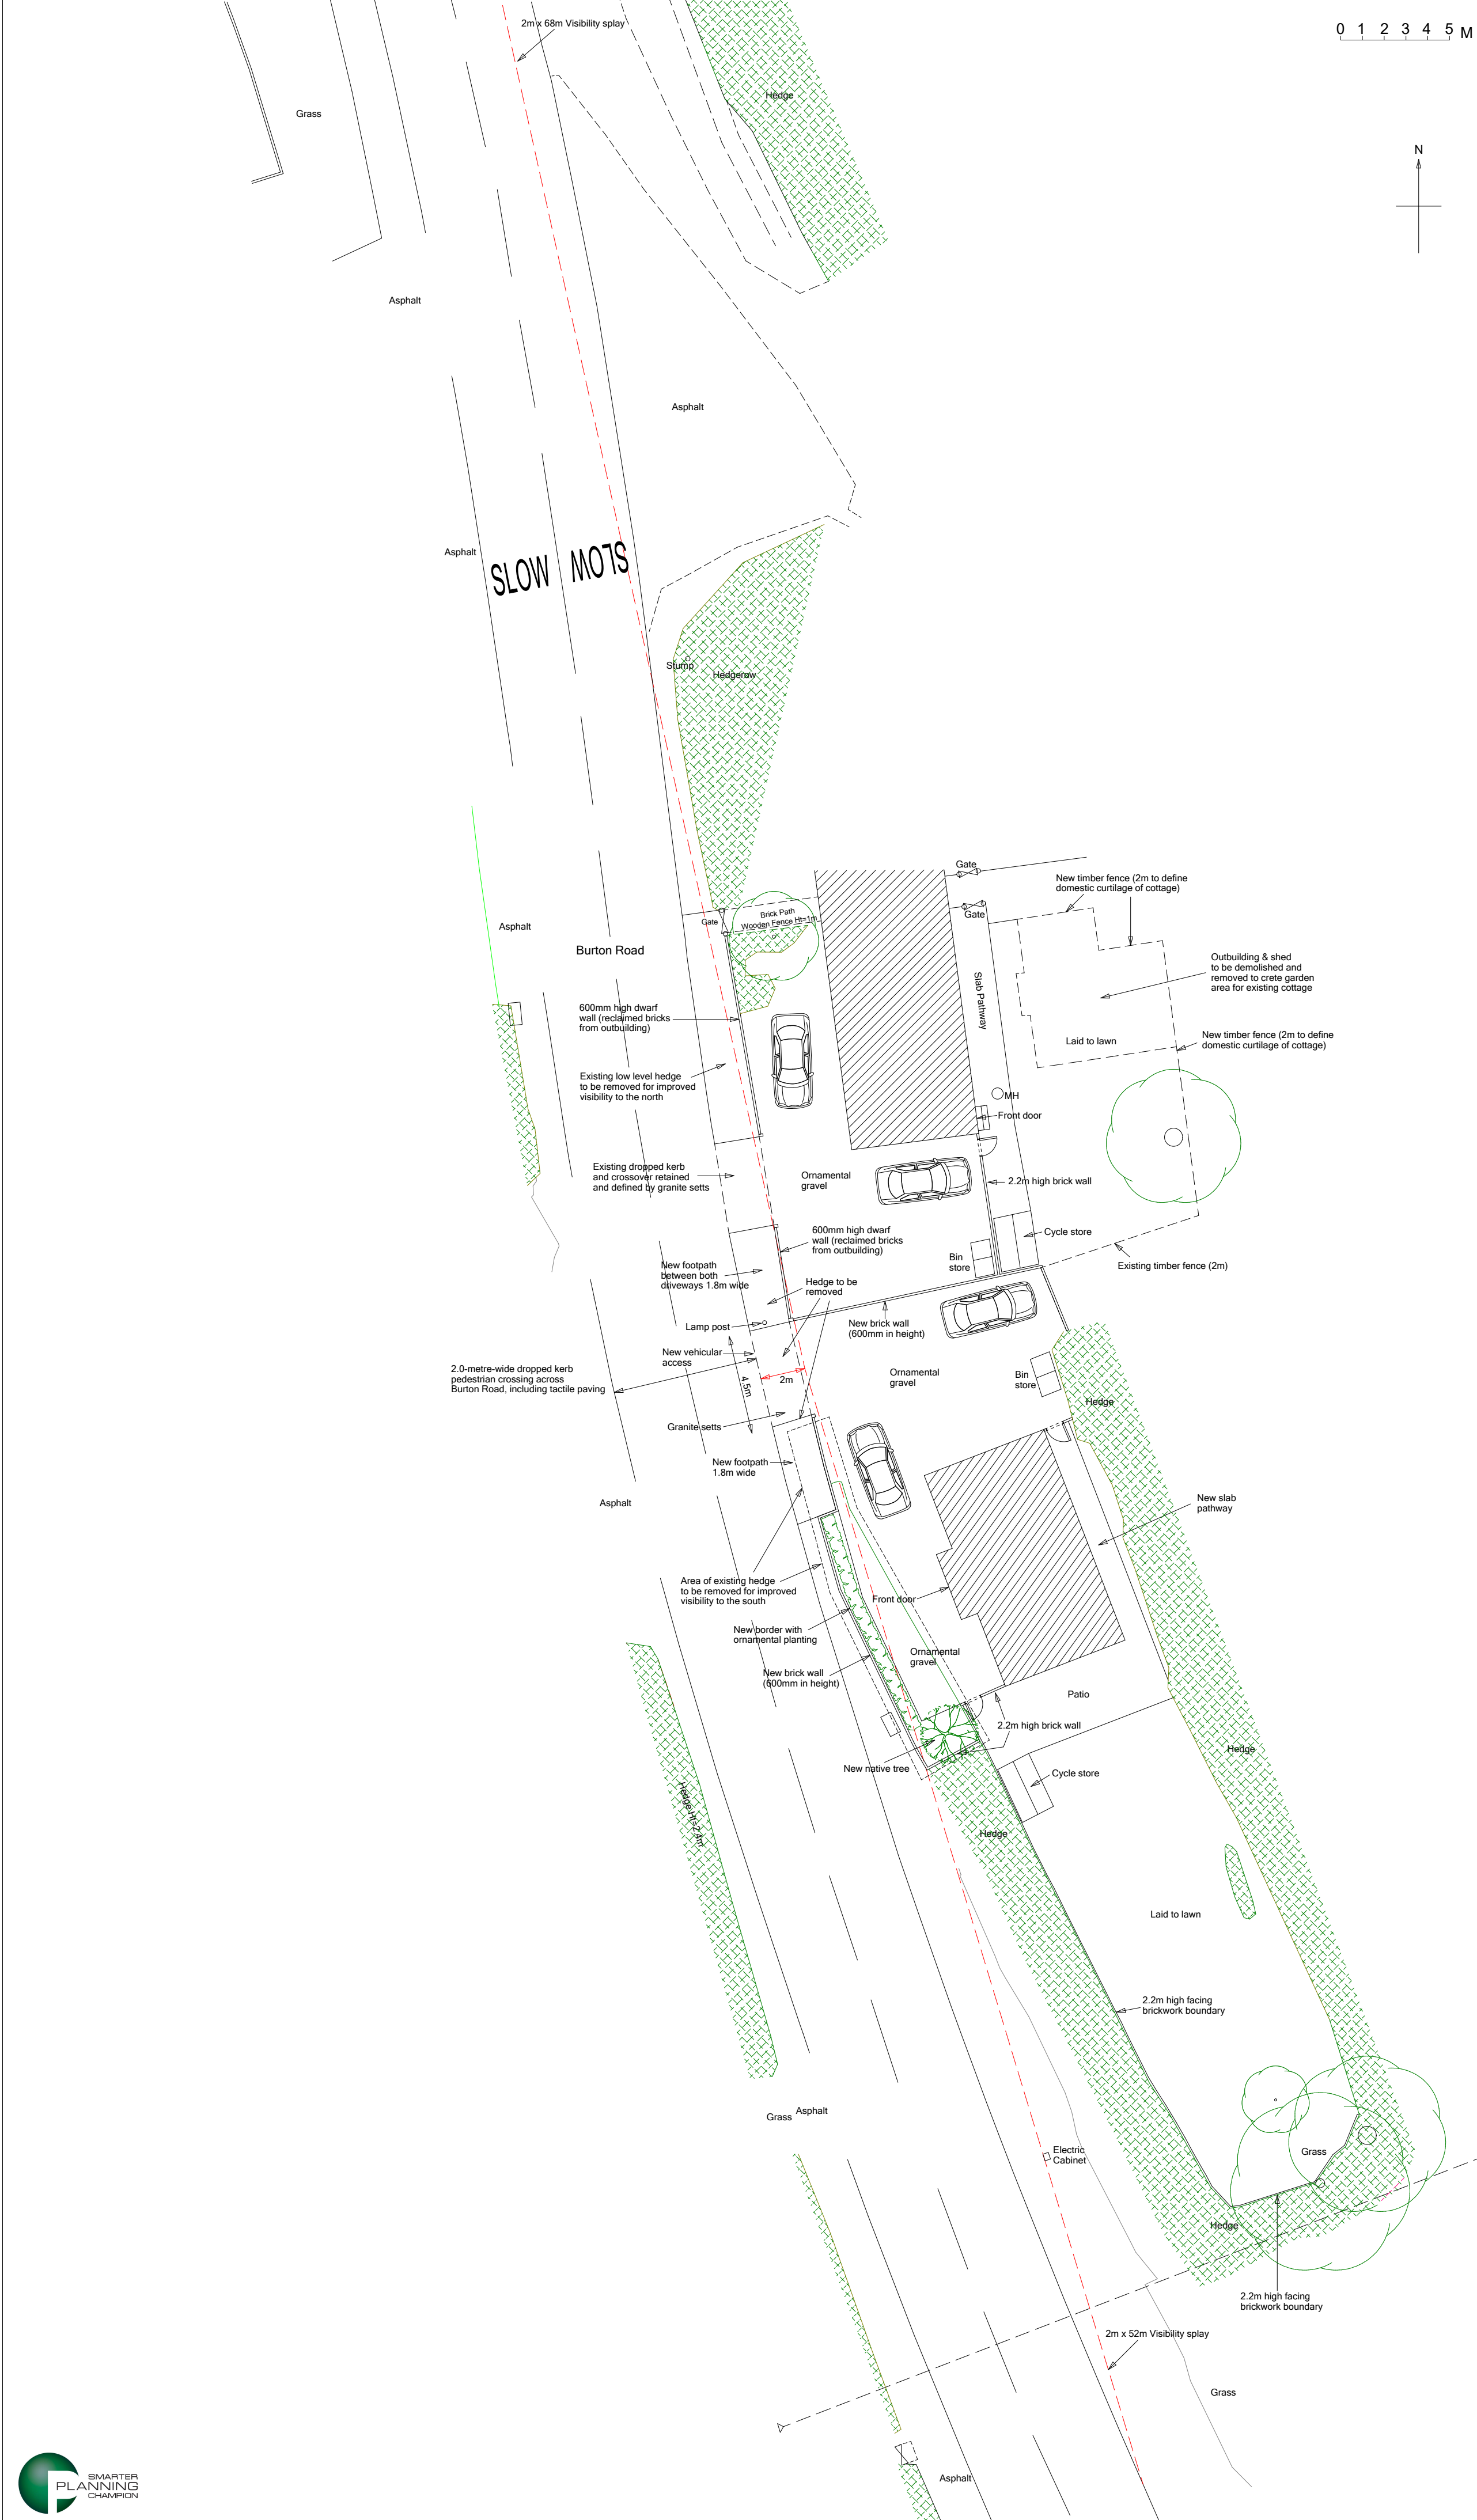 2m x 68m Visibility splay
0 1 2 3 4 5 M
Hedge
Grass
N
Asphalt
Asphalt
Asphalt
SLOW
SLOW
Stump
Hedgerow
Gate
New timber fence (2m to define
domestic curtilage of cottage)
Gate
Brick Path
Wooden Fence Ht=1m
Gate
Asphalt
Burton Road
Outbuilding & shed
to be demolished and
removed to crete garden
area for existing cottage
Slab Pathway
600mm high dwarf
wall (reclaimed bricks
from outbuilding)
New timber fence (2m to define
domestic curtilage of cottage)
Laid to lawn
Existing low level hedge
to be removed for improved
visibility to the north
MH
Front door
Existing dropped kerb
and crossover retained
and defined by granite setts
Ornamental
gravel
2.2m high brick wall
600mm high dwarf
wall (reclaimed bricks
from outbuilding)
Cycle store
Bin
store
Existing timber fence (2m)
New footpath
between both
driveways 1.8m wide
Hedge to be
removed
Lamp post
New brick wall
(600mm in height)
New vehicular
access
2.0-metre-wide dropped kerb
pedestrian crossing across
Burton Road, including tactile paving
4.5m
2m
Ornamental
gravel
Bin
store
Hedge
Granite setts
New footpath
1.8m wide
Asphalt
New slab
pathway
Area of existing hedge
to be removed for improved
visibility to the south
Front door
New border with
ornamental planting
Ornamental
gravel
New brick wall
(600mm in height)
Patio
2.2m high brick wall
Hedge
New native tree
Cycle store
Hedge Ht=2.4m
Hedge
Laid to lawn
2.2m high facing
brickwork boundary
Grass
Asphalt
Electric
Cabinet
Grass
Hedge
2.2m high facing
brickwork boundary
2m x 52m Visibility splay
Grass
Asphalt
SMARTER
PLANNING
CHAMPION